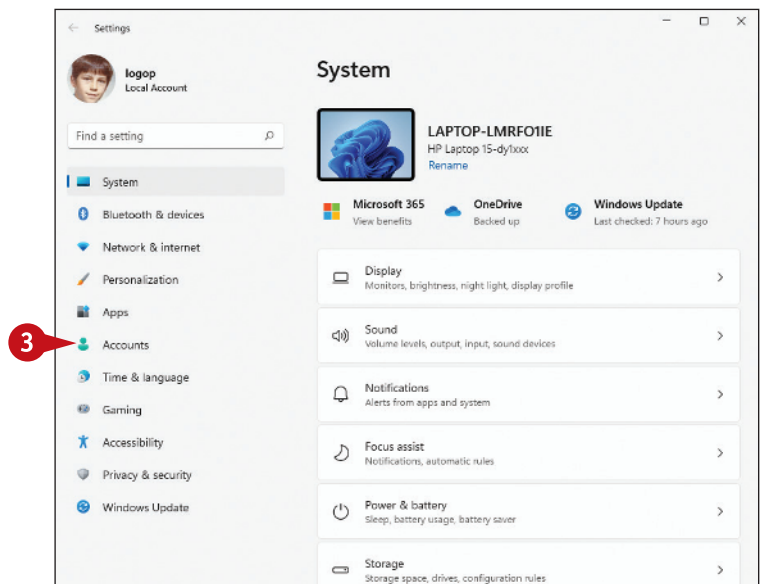 Settings
logop
Local Account
Find a setting
System
Bluetooth & devices
Network & internet
Personalization
Apps
3
Accounts
Time & language
Gaming
Accessibility
Privacy & security
Windows Update
System
LAPTOP-LMRFO1IE
HP Laptop 15-dy1xxx
Rename
Microsoft 365
View benefits
OneDrive
Backed up
Windows Update
Last checked: 7 hours ago
Display
Monitors, brightness, night light, display profile
Sound
Volume levels, output, input, sound devices
Notifications
Alerts from apps and system
Focus assist
Notifications, automatic rules
Power & battery
Sleep, battery usage, battery saver
Storage
Storage space, drives, configuration rules